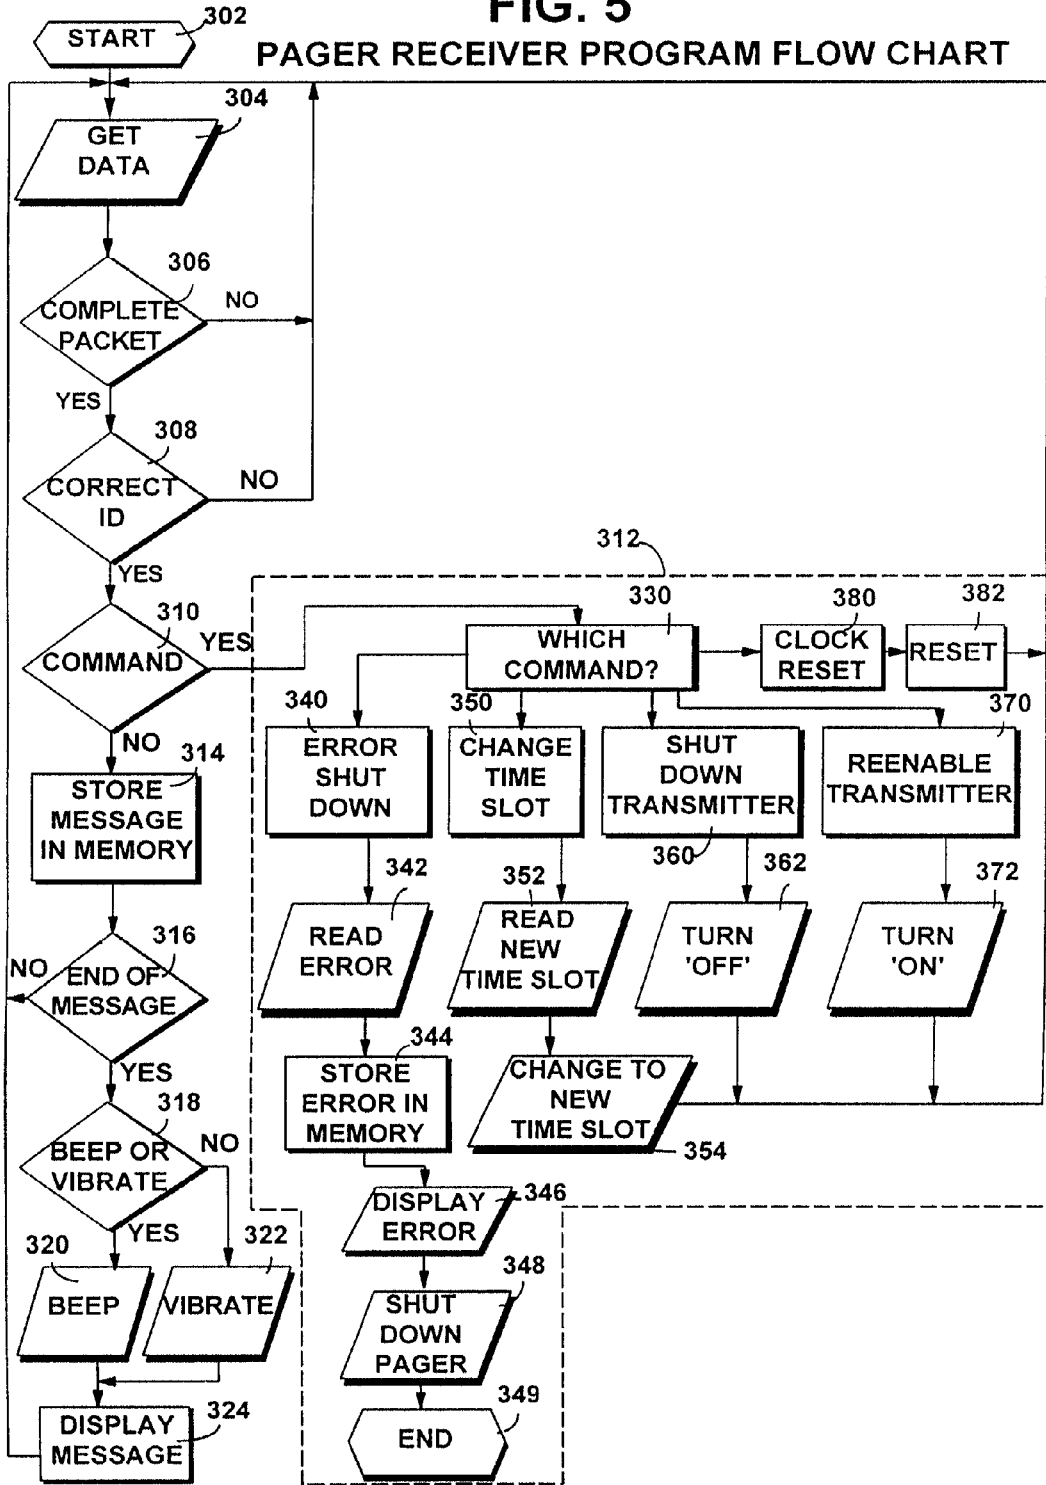 FIG. 5
PAGER RECEIVER PROGRAM FLOW CHART
302
START
304
GET
DATA
306
COMPLETE
PACKET
NO
YES
308
CORRECT
ID
NO
YES
310
COMMAND
YES
NO
312
330
WHICH
COMMAND?
380
CLOCK
RESET
382
RESET
314
STORE
MESSAGE
IN MEMORY
340
ERROR
SHUT
DOWN
350
CHANGE
TIME
SLOT
SHUT
DOWN
TRANSMITTER
360
370
REENABLE
TRANSMITTER
342
READ
ERROR
352
READ
NEW
TIME SLOT
362
TURN
'OFF'
372
TURN
'ON'
316
NO
END OF
MESSAGE
YES
344
STORE
ERROR IN
MEMORY
CHANGE TO
NEW
TIME SLOT
354
318
BEEP OR
VIBRATE
NO
YES
346
DISPLAY
ERROR
320
BEEP
322
VIBRATE
348
SHUT
DOWN
PAGER
324
DISPLAY
MESSAGE
349
END